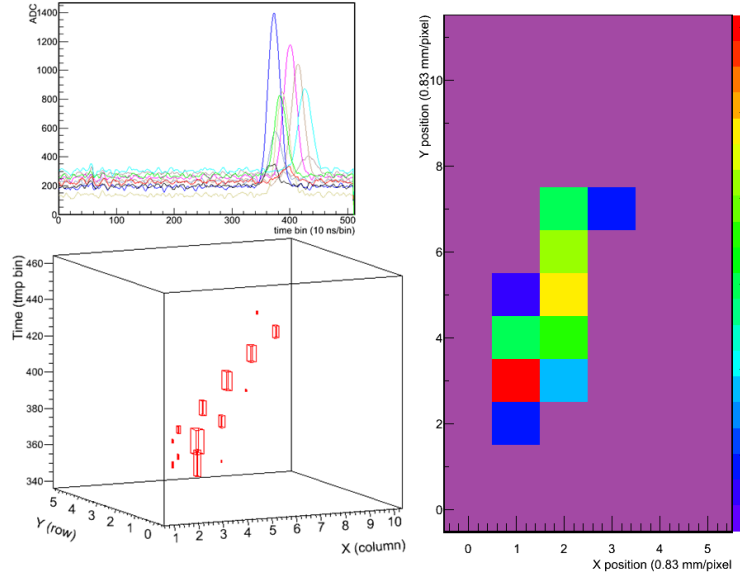 ADC
1400
1200
1000
800
600
400
200
0
0 100 200 300 400 500
time bin (10 ns/bin)
Time (tmp bin)
460
440
420
400
380
360
340
5 4 3 2 1 0
Y (row)
1 2 3 4 5 6 7 8 9 10
X (column)
Y position (0.83 mm/pixel)
10
8
6
4
2
0
0 1 2 3 4 5
X position (0.83 mm/pixel